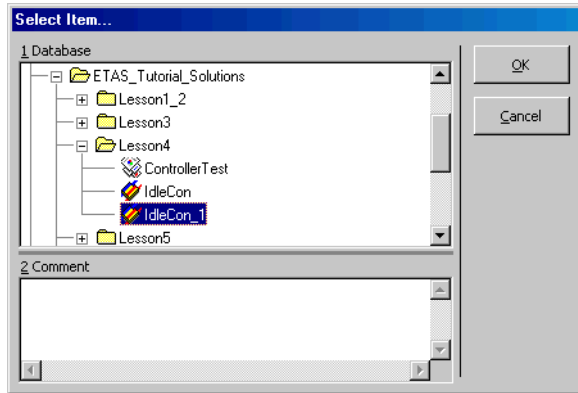 Select Item...
1 Database
OK
ETAS_Tutorial_Solutions
Lesson1_2
Lesson3
Cancel
Lesson4
ControllerTest
IdleCon
IdleCon_1
Lesson5
2 Comment